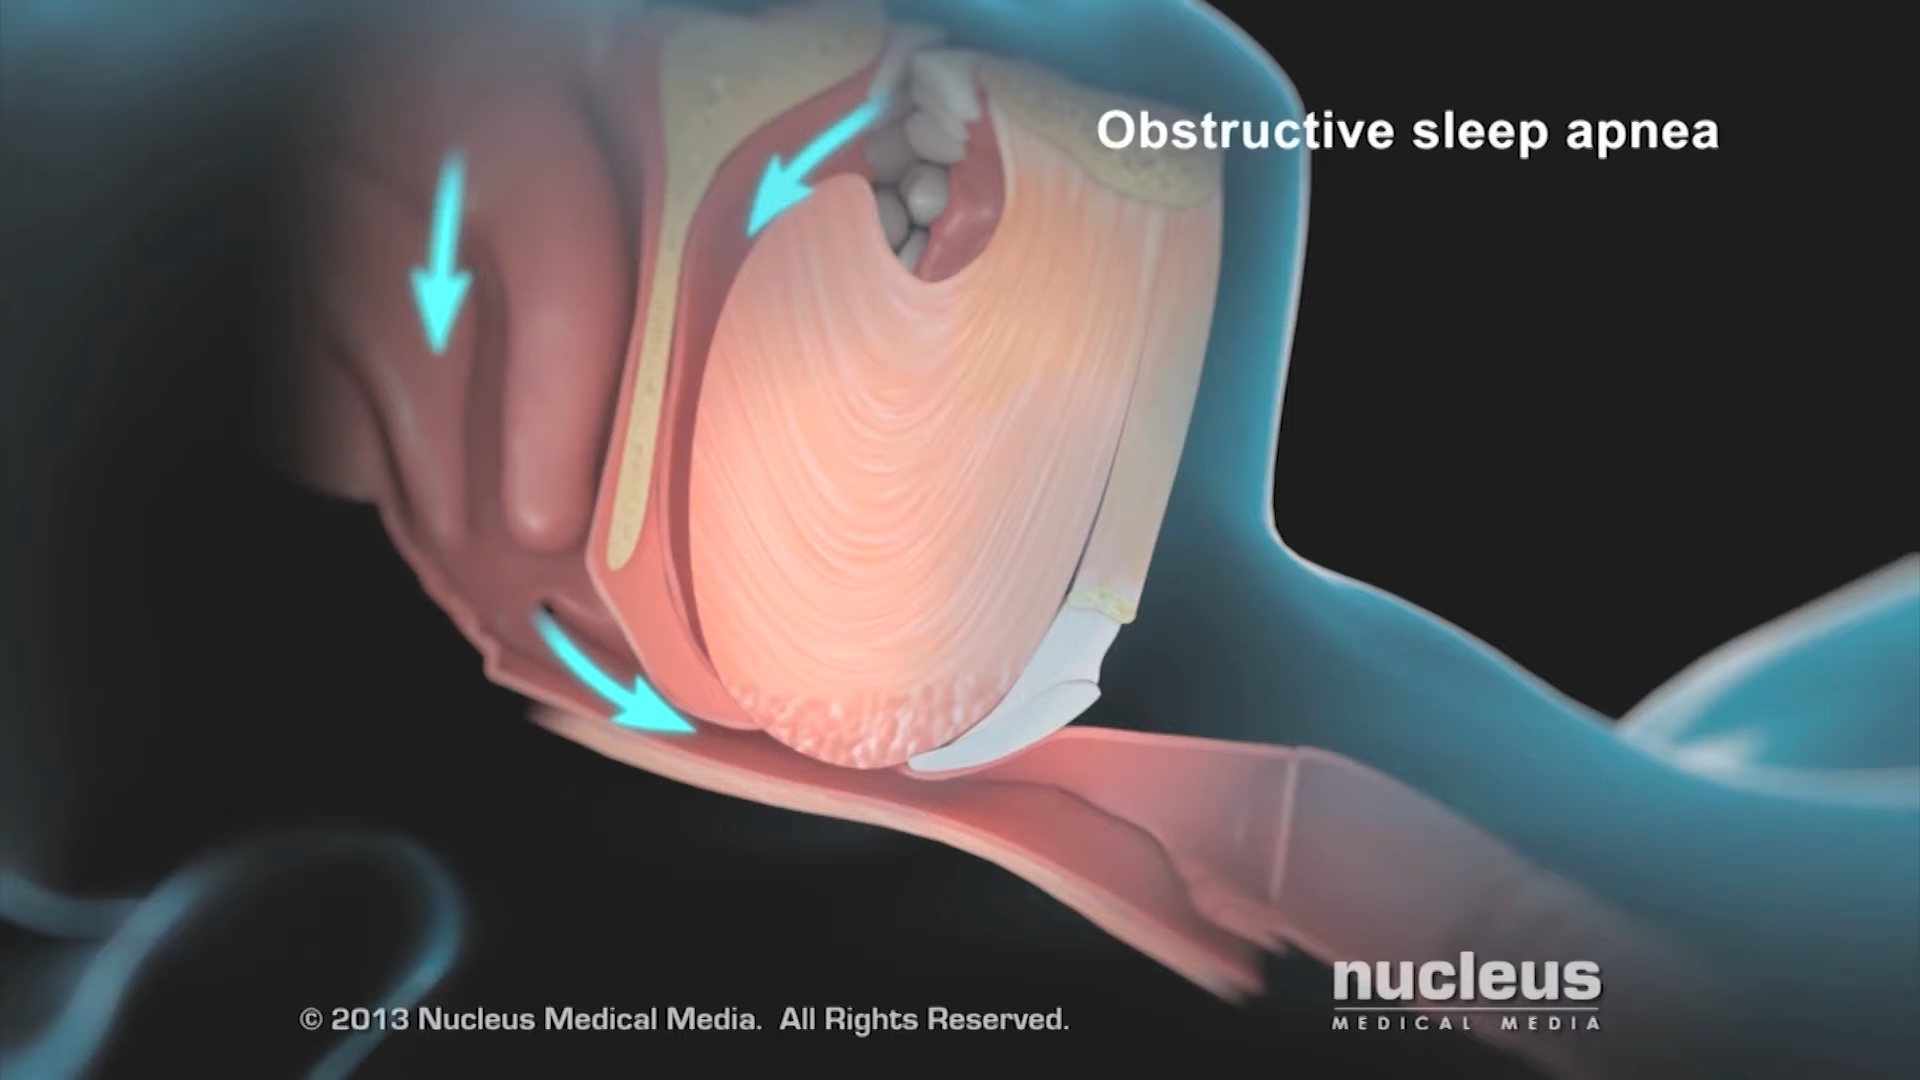 Obstructive sleep apnea
nucleus
MEDICAL MEDIA
© 2013 Nucleus Medical Media. All Rights Reserved.